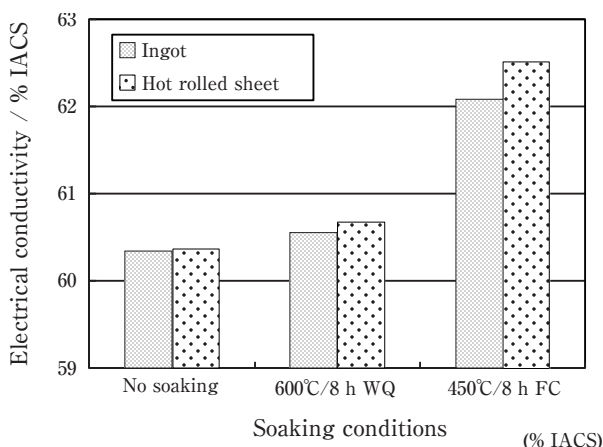 Electrical conductivity / % IACS
63
62
61
60
59
Ingot
Hot rolled sheet
No soaking 600℃/8 h WQ 450℃/8 h FC
Soaking conditions
(% IACS)